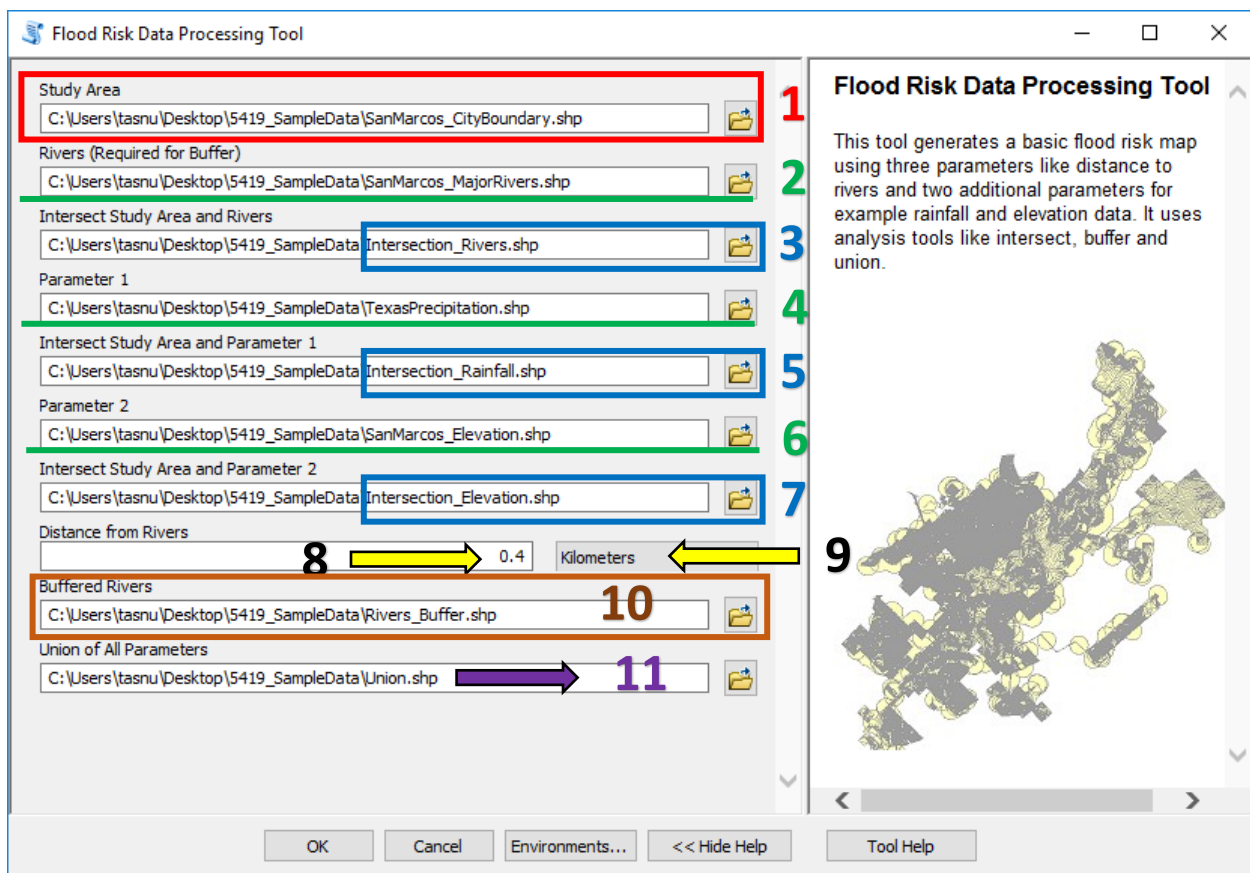 Flood Risk Data Processing Tool
Study Area
C:\Users\tasnu\Desktop\5419_SampleData\SanMarcos_CityBoundary.shp
1
Rivers (Required for Buffer)
C:\Users\tasnu\Desktop\5419_SampleData\SanMarcos_MajorRivers.shp
2
Intersect Study Area and Rivers
C:\Users\tasnu\Desktop\5419_SampleData\Intersection_Rivers.shp
3
Parameter 1
C:\Users\tasnu\Desktop\5419_SampleData\TexasPrecipitation.shp
4
Intersect Study Area and Parameter 1
C:\Users\tasnu\Desktop\5419_SampleData\Intersection_Rainfall.shp
5
Parameter 2
C:\Users\tasnu\Desktop\5419_SampleData\SanMarcos_Elevation.shp
6
Intersect Study Area and Parameter 2
C:\Users\tasnu\Desktop\5419_SampleData\Intersection_Elevation.shp
7
Distance from Rivers
8 0.4 Kilometers 9
Buffered Rivers
C:\Users\tasnu\Desktop\5419_SampleData\Rivers_Buffer.shp
10
Union of All Parameters
C:\Users\tasnu\Desktop\5419_SampleData\Union.shp
11
Flood Risk Data Processing Tool
This tool generates a basic flood risk map
using three parameters like distance to
rivers and two additional parameters for
example rainfall and elevation data. It uses
analysis tools like intersect, buffer and
union.
OK Cancel Environments... << Hide Help Tool Help